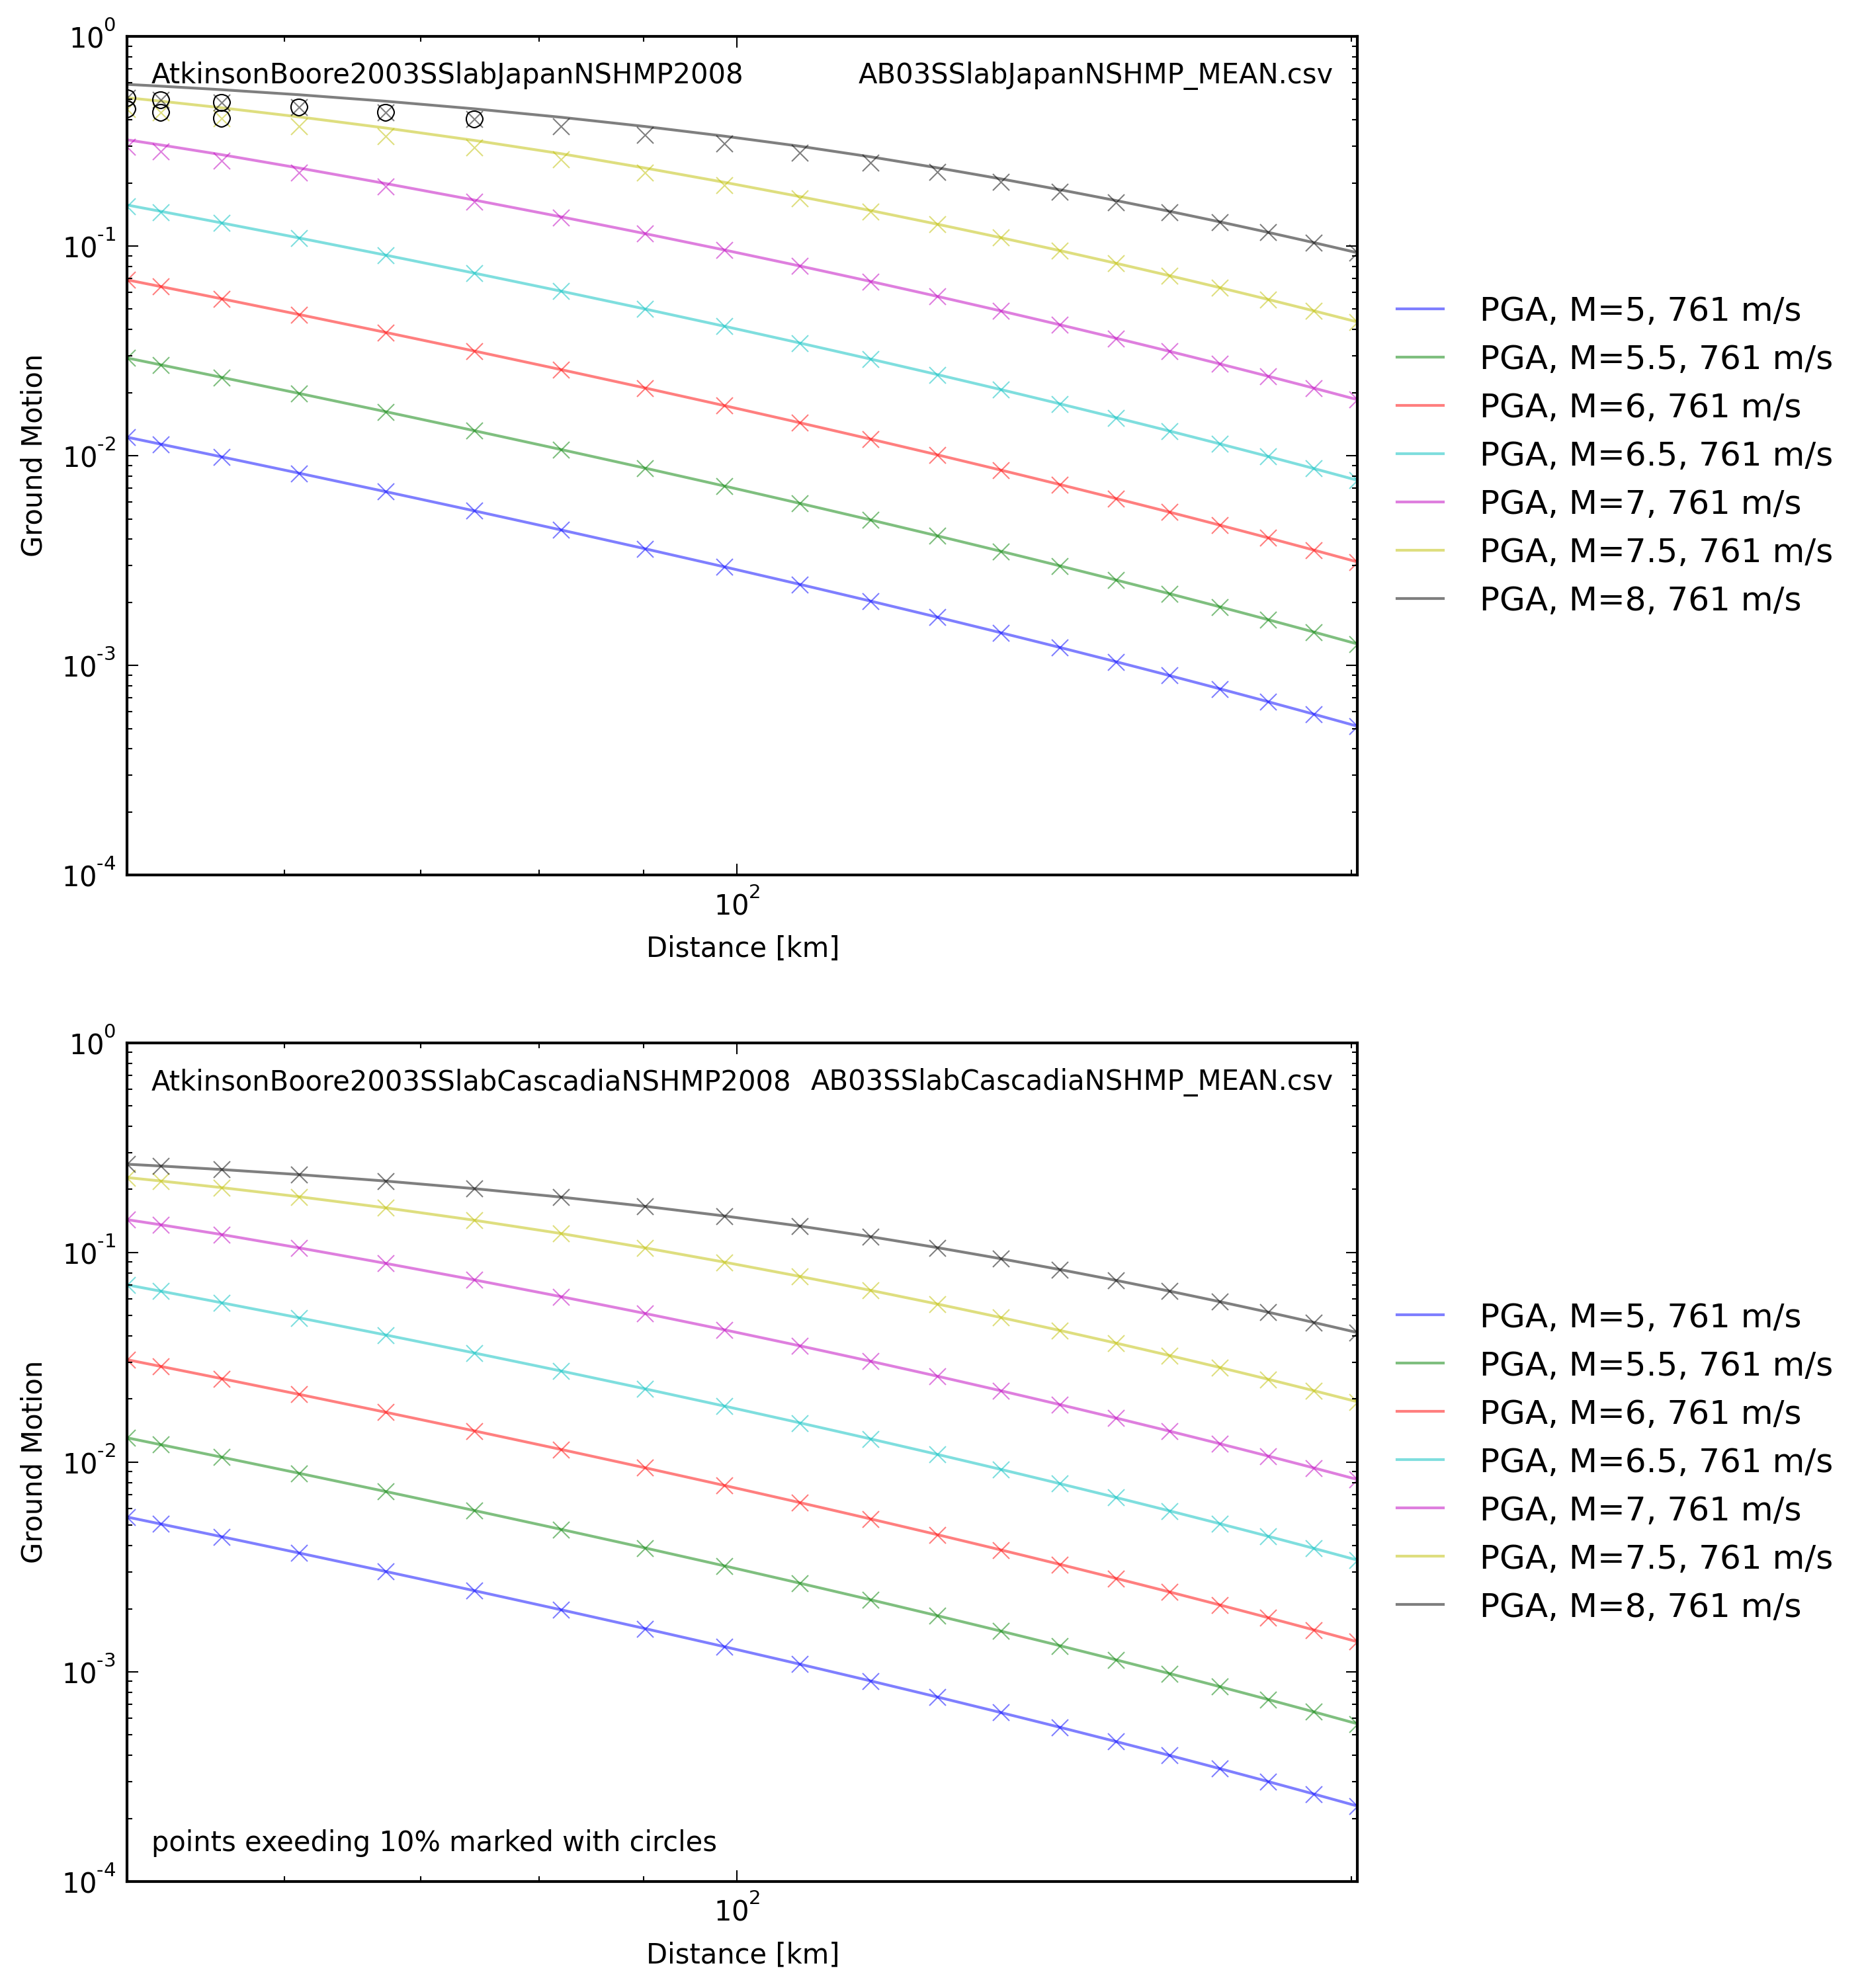 10^0
AtkinsonBoore2003SSlabJapanNSHMP2008 AB03SSlabJapanNSHMP_MEAN.csv
10^-1
10^-2
10^-3
10^-4
Ground Motion
10^2
Distance [km]
PGA, M=5, 761 m/s
PGA, M=5.5, 761 m/s
PGA, M=6, 761 m/s
PGA, M=6.5, 761 m/s
PGA, M=7, 761 m/s
PGA, M=7.5, 761 m/s
PGA, M=8, 761 m/s
10^0
AtkinsonBoore2003SSlabCascadiaNSHMP2008 AB03SSlabCascadiaNSHMP_MEAN.csv
10^-1
10^-2
10^-3
10^-4
Ground Motion
points exeeding 10% marked with circles
10^2
Distance [km]
PGA, M=5, 761 m/s
PGA, M=5.5, 761 m/s
PGA, M=6, 761 m/s
PGA, M=6.5, 761 m/s
PGA, M=7, 761 m/s
PGA, M=7.5, 761 m/s
PGA, M=8, 761 m/s